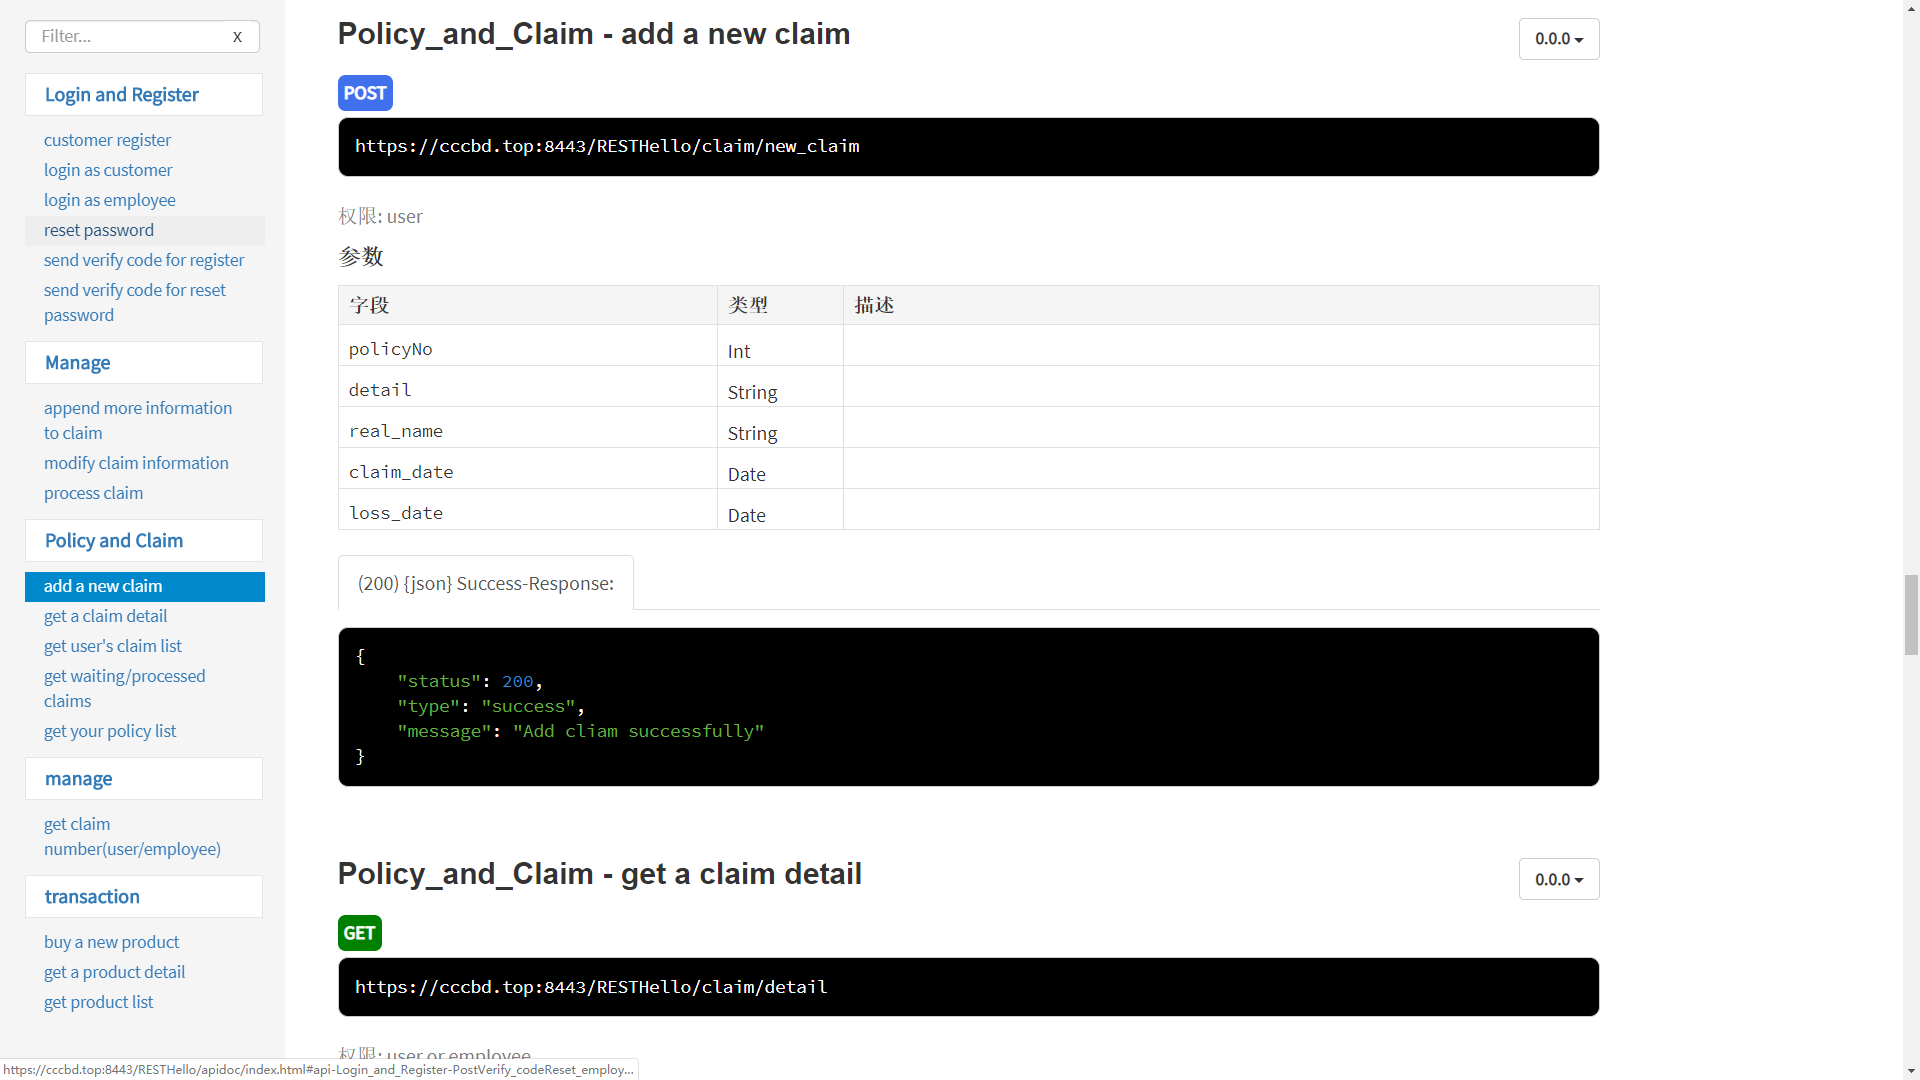 Filter...
x
Login and Register
customer register
login as customer
login as employee
reset password
send verify code for register
send verify code for reset
password
Manage
append more information
to claim
modify claim information
process claim
Policy and Claim
add a new claim
get a claim detail
get user's claim list
get waiting/processed
claims
get your policy list
manage
get claim
number(user/employee)
transaction
buy a new product
get a product detail
get product list
Policy_and_Claim - add a new claim
0.0.0
POST
https://cccbd.top:8443/RESTHello/claim/new_claim
权限: user
参数
字段 类型 描述
policyNo Int
detail String
real_name String
claim_date Date
loss_date Date
(200) {json} Success-Response:
{
"status": 200,
"type": "success",
"message": "Add cliam successfully"
}
Policy_and_Claim - get a claim detail
0.0.0
GET
https://cccbd.top:8443/RESTHello/claim/detail
权限: user or employee
https://cccbd.top:8443/RESTHello/apidoc/index.html#api-Login_and_Register-PostVerify_codeReset_employ...